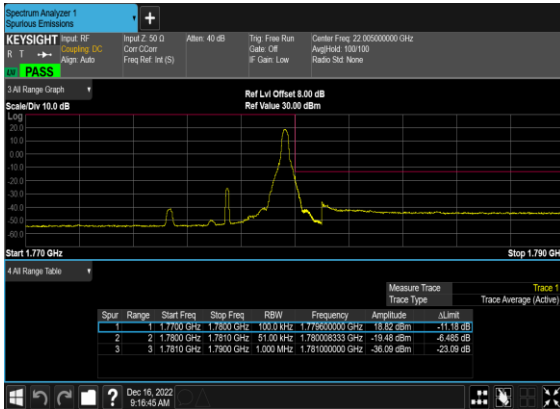 Spectrum Analyzer 1
Spurious Emissions
KEYSIGHT Input: RF Input Z: 50 Ω Atten: 40 dB Trig: Free Run Center Freq: 22.005000000 GHz
R T Coupling: DC Corr CCorr Gate: Off Avg|Hold: 100/100
Align: Auto Freq Ref: Int (S) IF Gain: Low Radio Std: None
LXI PASS
3 All Range Graph Ref Lvl Offset 8.00 dB
Scale/Div 10.0 dB Ref Value 30.00 dBm
Log
20.0
10.0
0.00
-10.0
-20.0
-30.0
-40.0
-50.0
-60.0
Start 1.770 GHz Stop 1.790 GH
4 All Range Table
Measure Trace Trace 1
Trace Type Trace Average (Active)
Spur Range Start Freq Stop Freq RBW Frequency Amplitude ΔLimit
1 1 1.7700 GHz 1.7800 GHz 100.0 kHz 1.779600000 GHz 18.82 dBm -11.18 dB
2 2 1.7800 GHz 1.7810 GHz 51.00 kHz 1.780008333 GHz -19.48 dBm -6.485 dB
3 3 1.7810 GHz 1.7900 GHz 1.000 MHz 1.781000000 GHz -36.09 dBm -23.09 dB
? Dec 16, 2022
9:16:45 AM